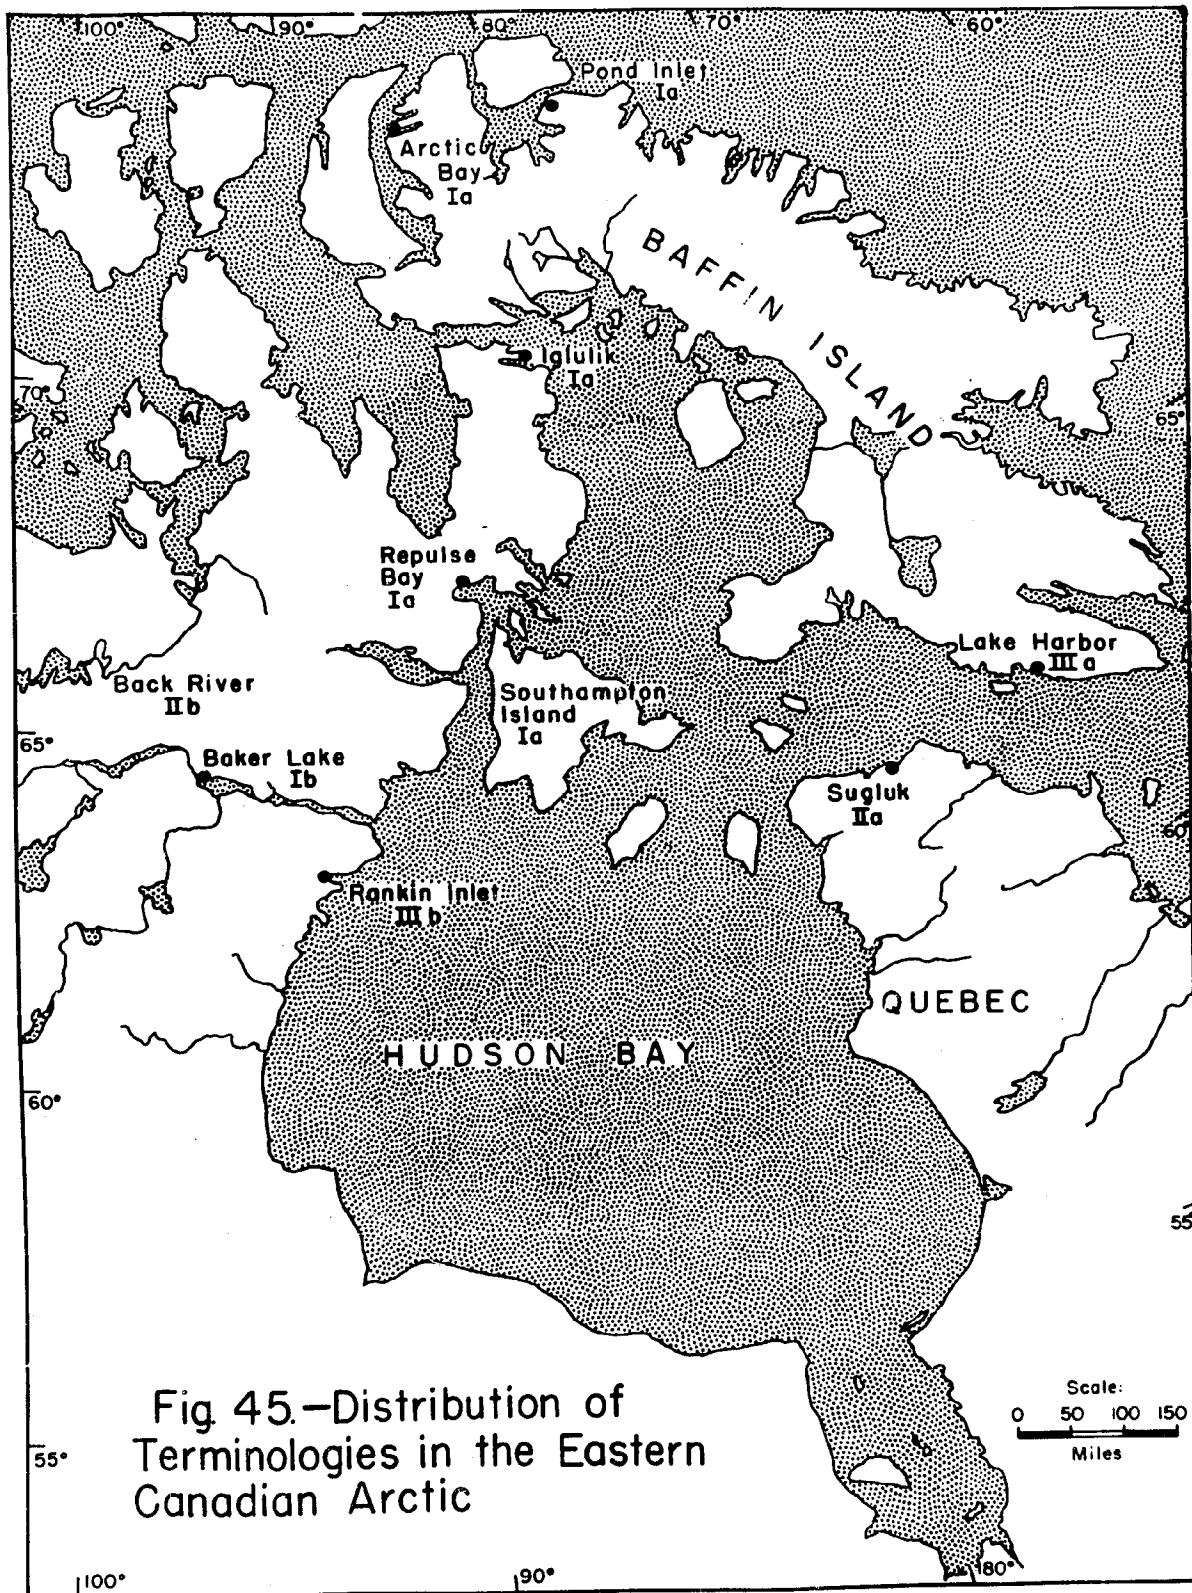 100° 90° 80° 70° 60°
Pond Inlet
Ia
Arctic
Bay
Ia
BAFFIN ISLAND
Iglulik
Ia
70°
65°
Repulse
Bay
Ia
Lake Harbor
IIIa
Back River
IIb
Southampton
Island
Ia
65°
Baker Lake
Ib
Sugluk
IIa
60°
Rankin Inlet
IIIb
QUEBEC
HUDSON BAY
60°
55
Fig. 45.—Distribution of
Terminologies in the Eastern
Canadian Arctic
Scale:
0 50 100 150
Miles
55°
100° 90° 80°